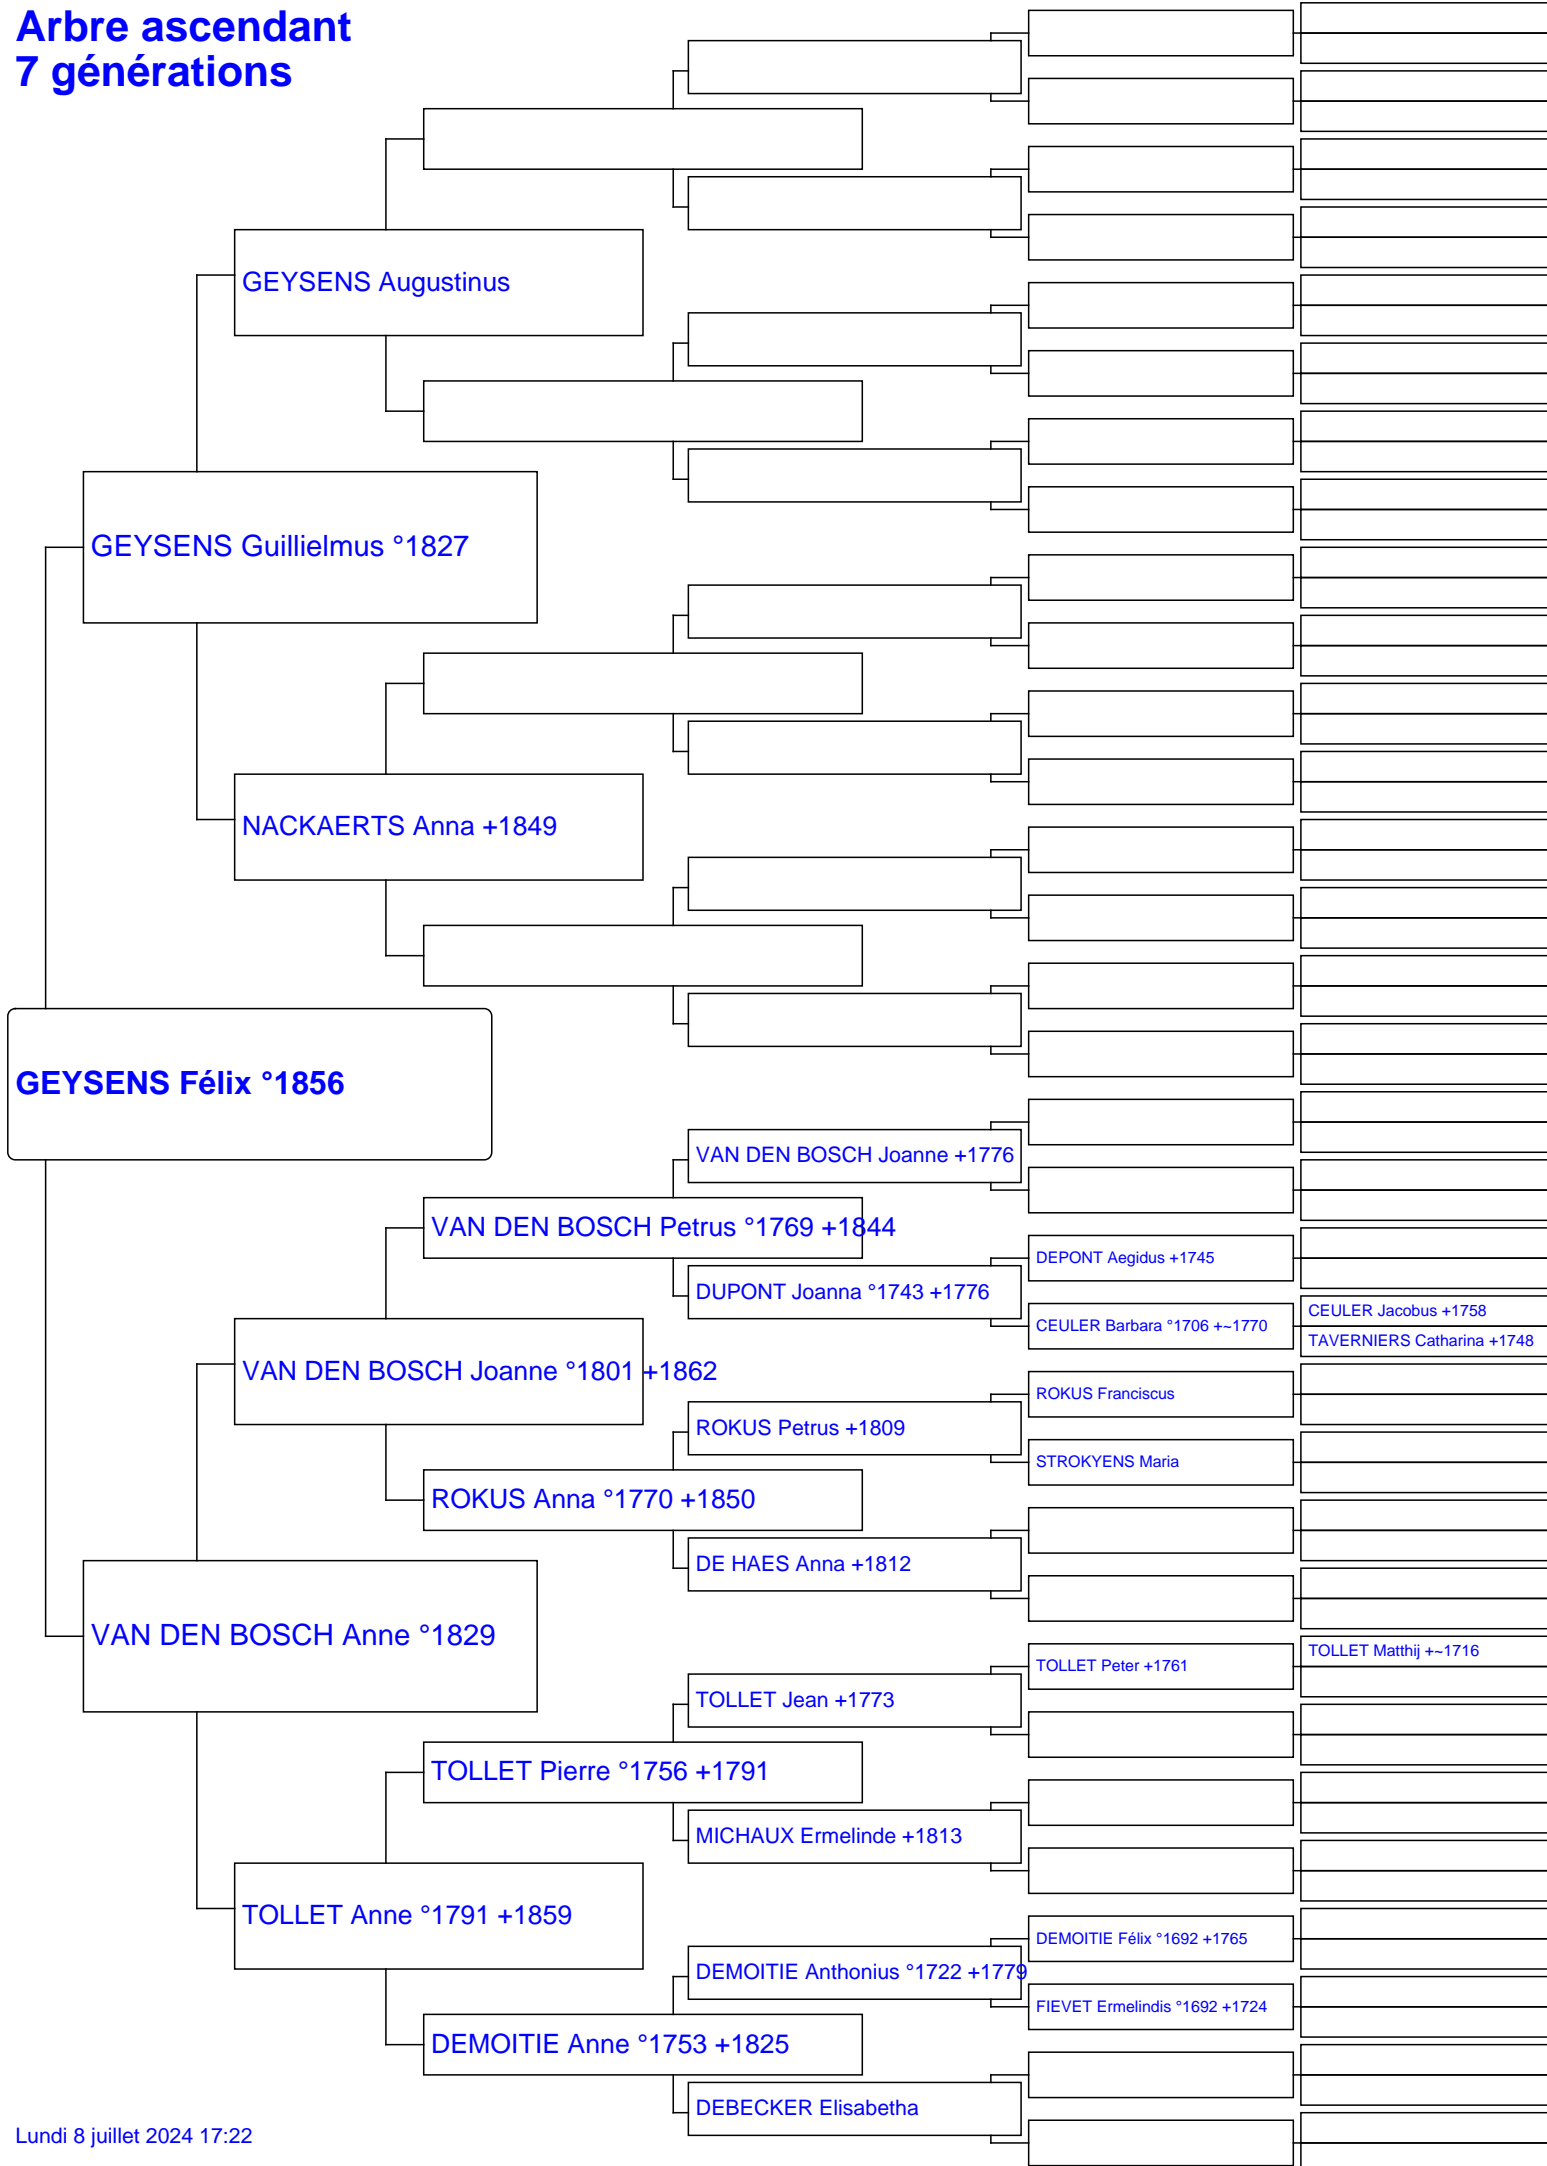 Arbre ascendant
7 générations
GEYSENS Augustinus
GEYSENS Guillielmus °1827
NACKAERTS Anna +1849
GEYSENS Félix °1856
VAN DEN BOSCH Joanne +1776
VAN DEN BOSCH Petrus °1769 +1844
DEPONT Aegidus +1745
DUPONT Joanna °1743 +1776
CEULER Jacobus +1758
CEULER Barbara °1706 +~1770
TAVERNIERS Catharina +1748
VAN DEN BOSCH Joanne °1801 +1862
ROKUS Franciscus
ROKUS Petrus +1809
STROKYENS Maria
ROKUS Anna °1770 +1850
DE HAES Anna +1812
VAN DEN BOSCH Anne °1829
TOLLET Matthij +~1716
TOLLET Peter +1761
TOLLET Jean +1773
TOLLET Pierre °1756 +1791
MICHAUX Ermelinde +1813
TOLLET Anne °1791 +1859
DEMOITIE Félix °1692 +1765
DEMOITIE Anthonius °1722 +1779
FIEVET Ermelindis °1692 +1724
DEMOITIE Anne °1753 +1825
DEBECKER Elisabetha
Lundi 8 juillet 2024 17:22